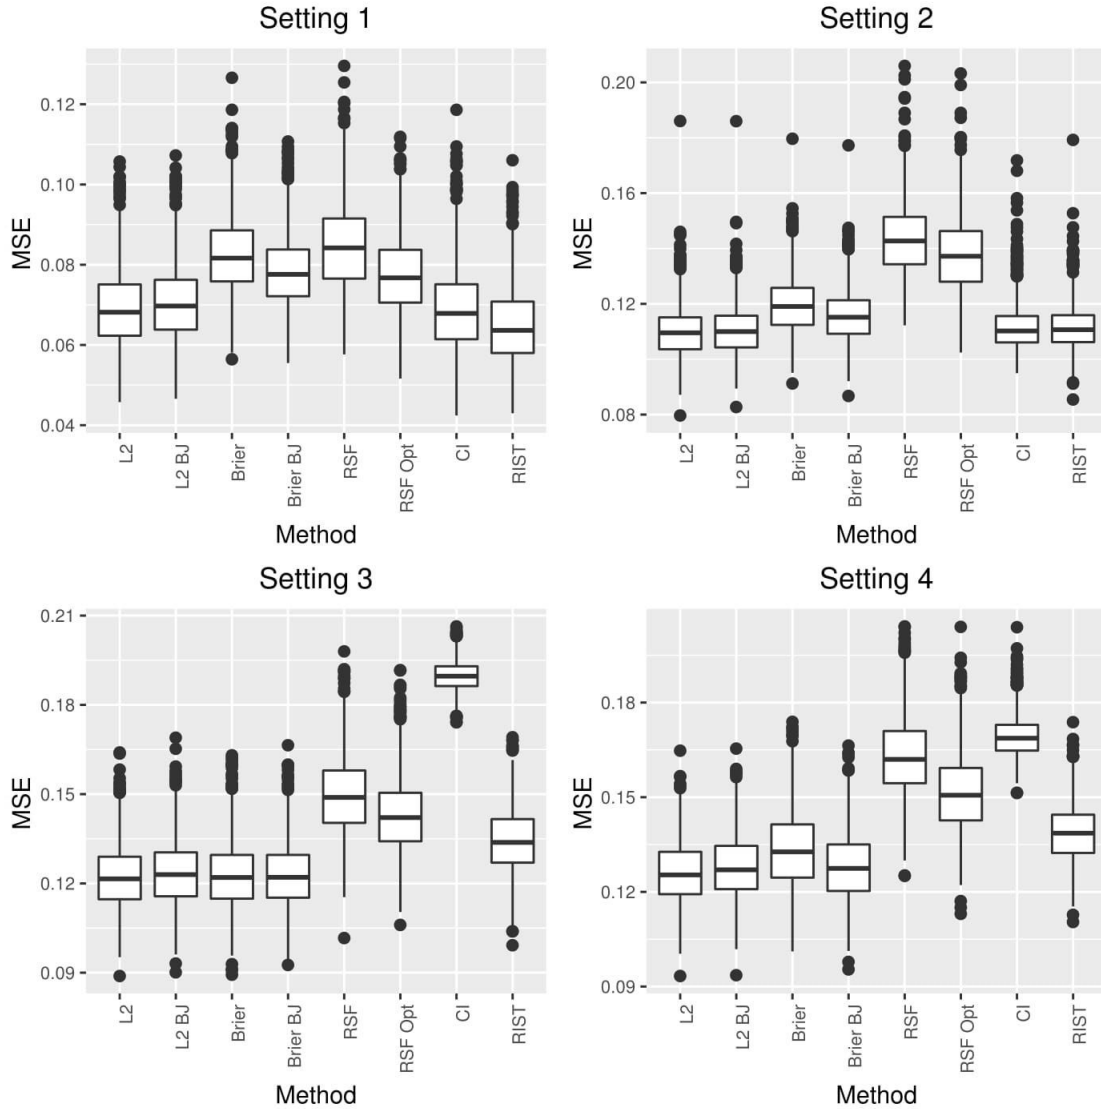 Setting 1
MSE
0.12
0.10
0.08
0.06
0.04
L2
L2 BJ
Brier
Brier BJ
RSF
RSF Opt
CI
RIST
Method
Setting 2
MSE
0.20
0.16
0.12
0.08
L2
L2 BJ
Brier
Brier BJ
RSF
RSF Opt
CI
RIST
Method
Setting 3
MSE
0.21
0.18
0.15
0.12
0.09
L2
L2 BJ
Brier
Brier BJ
RSF
RSF Opt
CI
RIST
Method
Setting 4
MSE
0.18
0.15
0.12
0.09
L2
L2 BJ
Brier
Brier BJ
RSF
RSF Opt
CI
RIST
Method